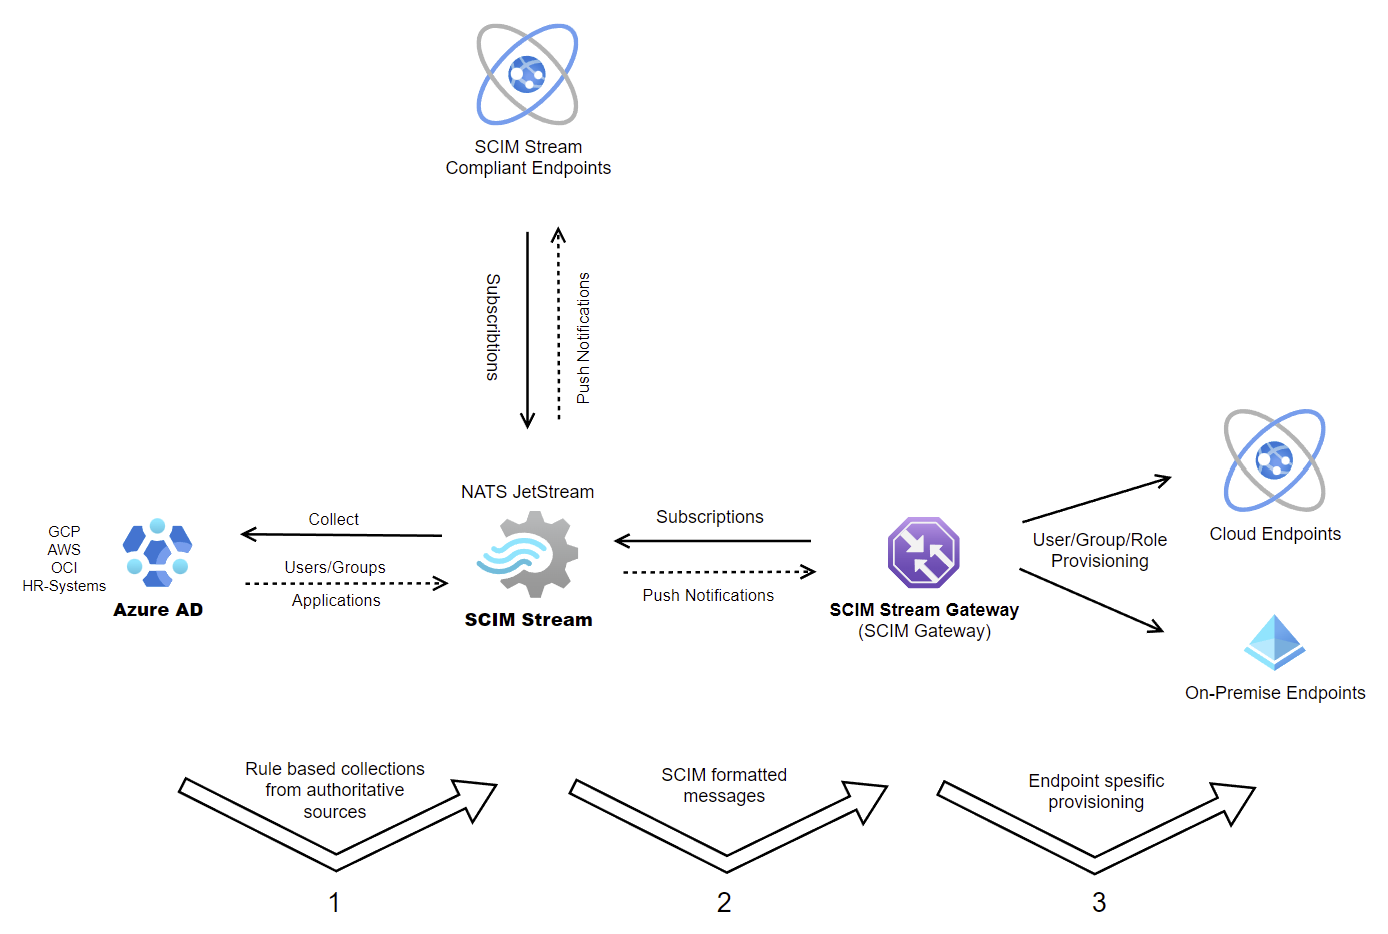 SCIM Stream
Compliant Endpoints
Subscribtions
Push Notifications
NATS JetStream
SCIM Stream
GCP
AWS
OCI
HR-Systems
Azure AD
Collect
Users/Groups
Applications
Subscriptions
Push Notifications
SCIM Stream Gateway
(SCIM Gateway)
User/Group/Role
Provisioning
Cloud Endpoints
On-Premise Endpoints
Rule based collections
from authoritative
sources
1
SCIM formatted
messages
2
Endpoint spesific
provisioning
3